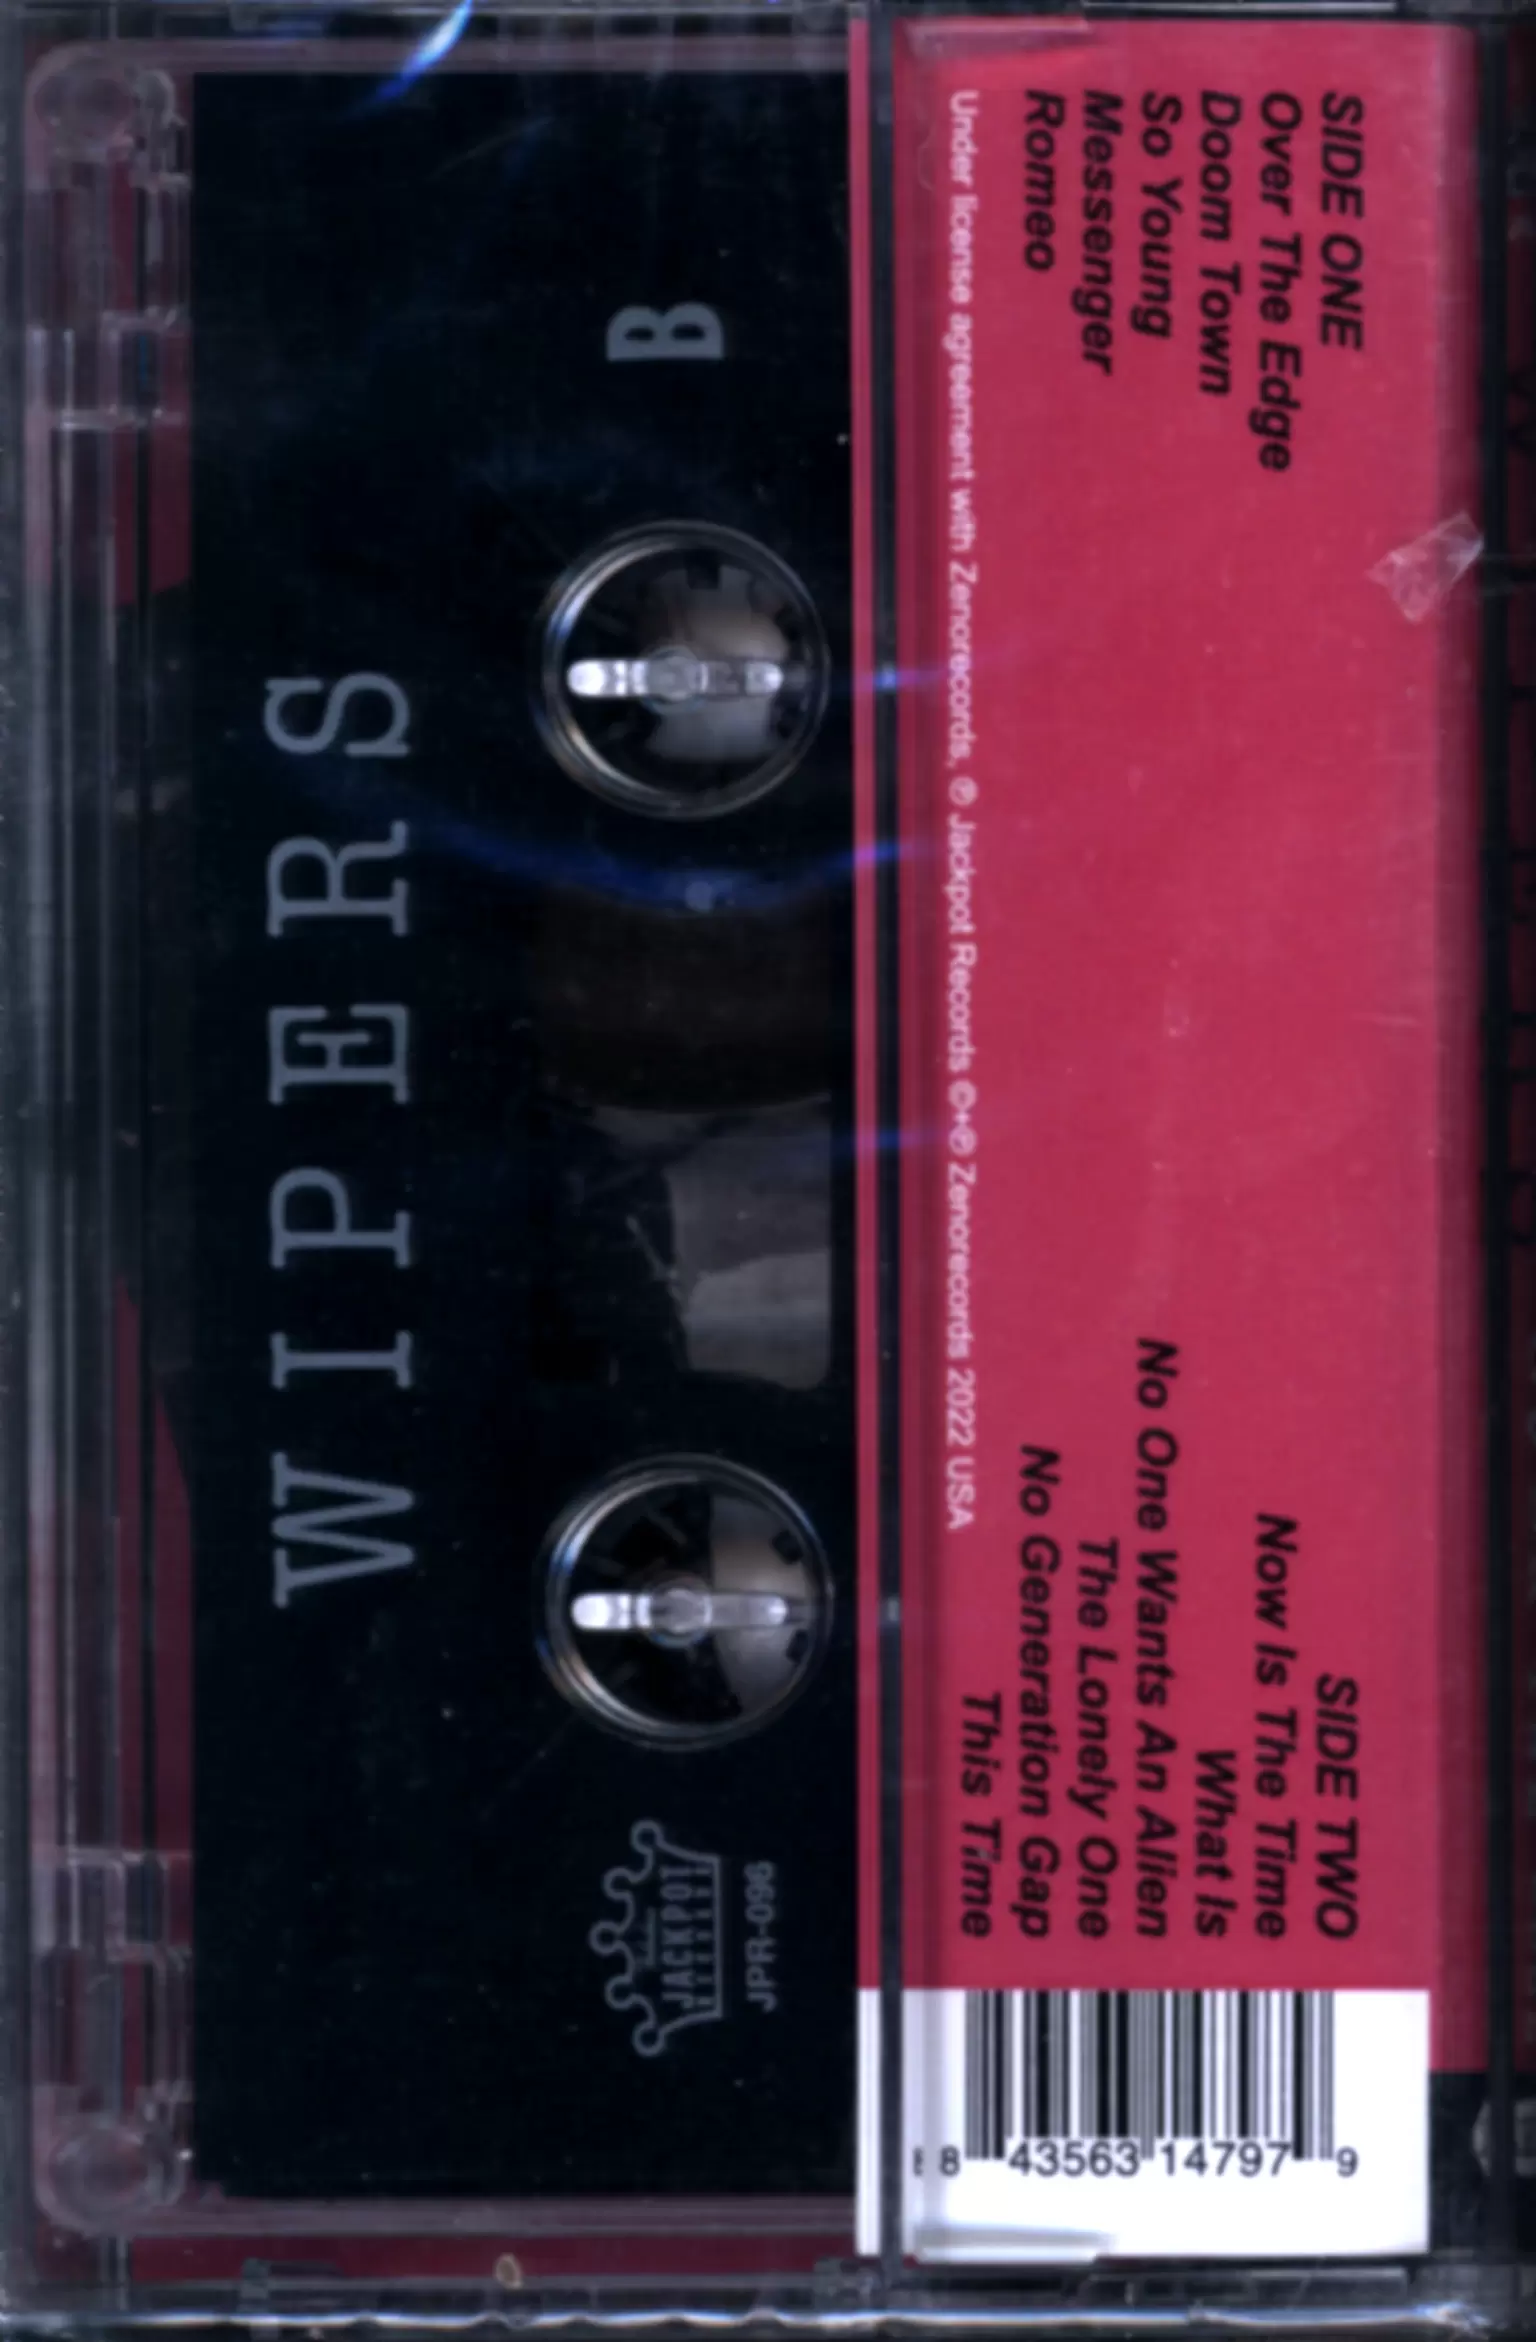 SIDE ONE
Over The Edge
Doom Town
So Young
Messenger
Romeo
SIDE TWO
Now Is The Time
What Is
No One Wants An Alien
The Lonely One
No Generation Gap
This Time
Under license agreement with Zenorecords, ℗ Jackpot Records ©+℗ Zenorecords 2022 USA
8 43563 14797 9
B
WIPERS
JACKPOT
RECORDS
JPR-096